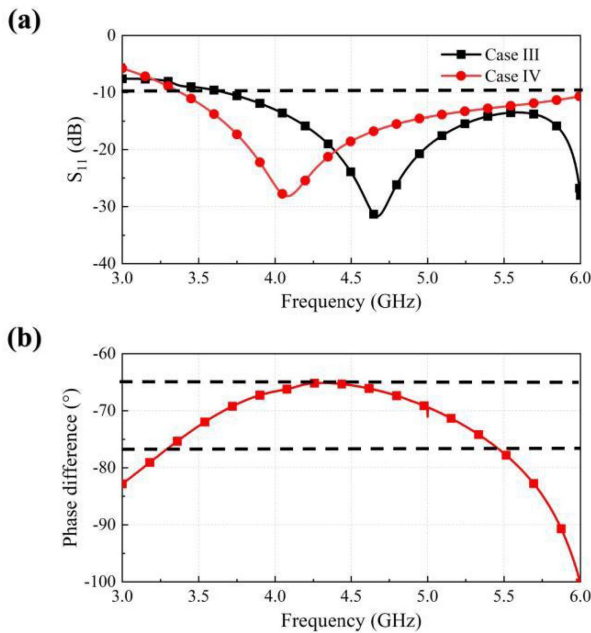 (a)
0
-10
-20
-30
-40
S11 (dB)
Case III
Case IV
3.0 3.5 4.0 4.5 5.0 5.5 6.0
Frequency (GHz)
(b)
-60
-70
-80
-90
-100
Phase difference (°)
3.0 3.5 4.0 4.5 5.0 5.5 6.0
Frequency (GHz)